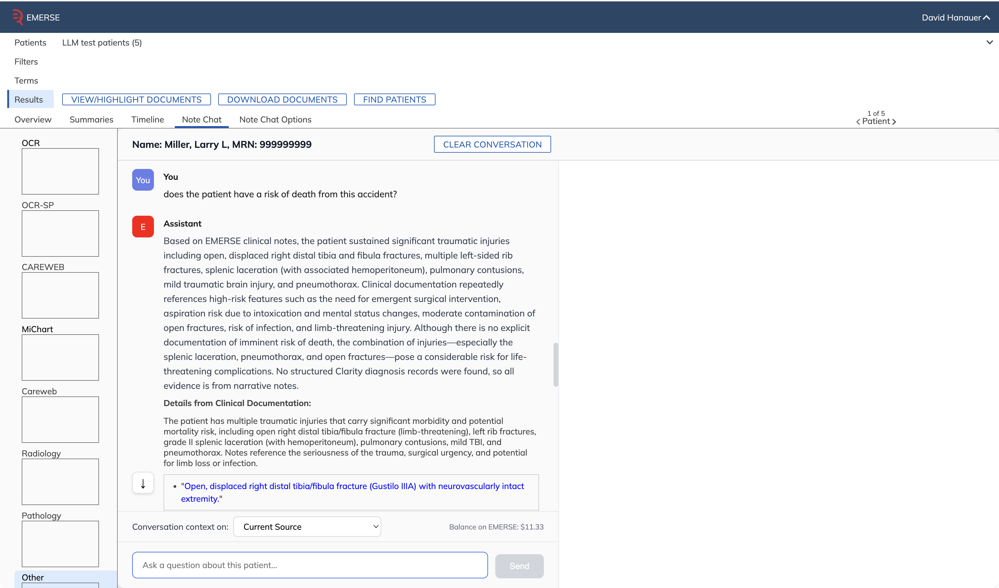 EMERSE
David Hanauer
Patients
LLM test patients (5)
Filters
Terms
Results
VIEW/HIGHLIGHT DOCUMENTS
DOWNLOAD DOCUMENTS
FIND PATIENTS
Overview
Summaries
Timeline
Note Chat
Note Chat Options
1 of 5
Patient
OCR
OCR-SP
CAREWEB
MiChart
Careweb
Radiology
Pathology
Other
Name: Miller, Larry L, MRN: 999999999
CLEAR CONVERSATION
You
You
does the patient have a risk of death from this accident?
E
Assistant
Based on EMERSE clinical notes, the patient sustained significant traumatic injuries
including open, displaced right distal tibia and fibula fractures, multiple left-sided rib
fractures, splenic laceration (with associated hemoperitoneum), pulmonary contusions,
mild traumatic brain injury, and pneumothorax. Clinical documentation repeatedly
references high-risk features such as the need for emergent surgical intervention,
aspiration risk due to intoxication and mental status changes, moderate contamination of
open fractures, risk of infection, and limb-threatening injury. Although there is no explicit
documentation of imminent risk of death, the combination of injuries—especially the
splenic laceration, pneumothorax, and open fractures—pose a considerable risk for life-
threatening complications. No structured Clarity diagnosis records were found, so all
evidence is from narrative notes.
Details from Clinical Documentation:
The patient has multiple traumatic injuries that carry significant morbidity and potential
mortality risk, including open right distal tibia/fibula fracture (limb-threatening), left rib fractures,
grade II splenic laceration (with hemoperitoneum), pulmonary contusions, mild TBI, and
pneumothorax. Notes reference the seriousness of the trauma, surgical urgency, and potential
for limb loss or infection.
• "Open, displaced right distal tibia/fibula fracture (Gustilo IIIA) with neurovascularly intact
extremity."
Conversation context on:
Current Source
Balance on EMERSE: $11.33
Ask a question about this patient...
Send